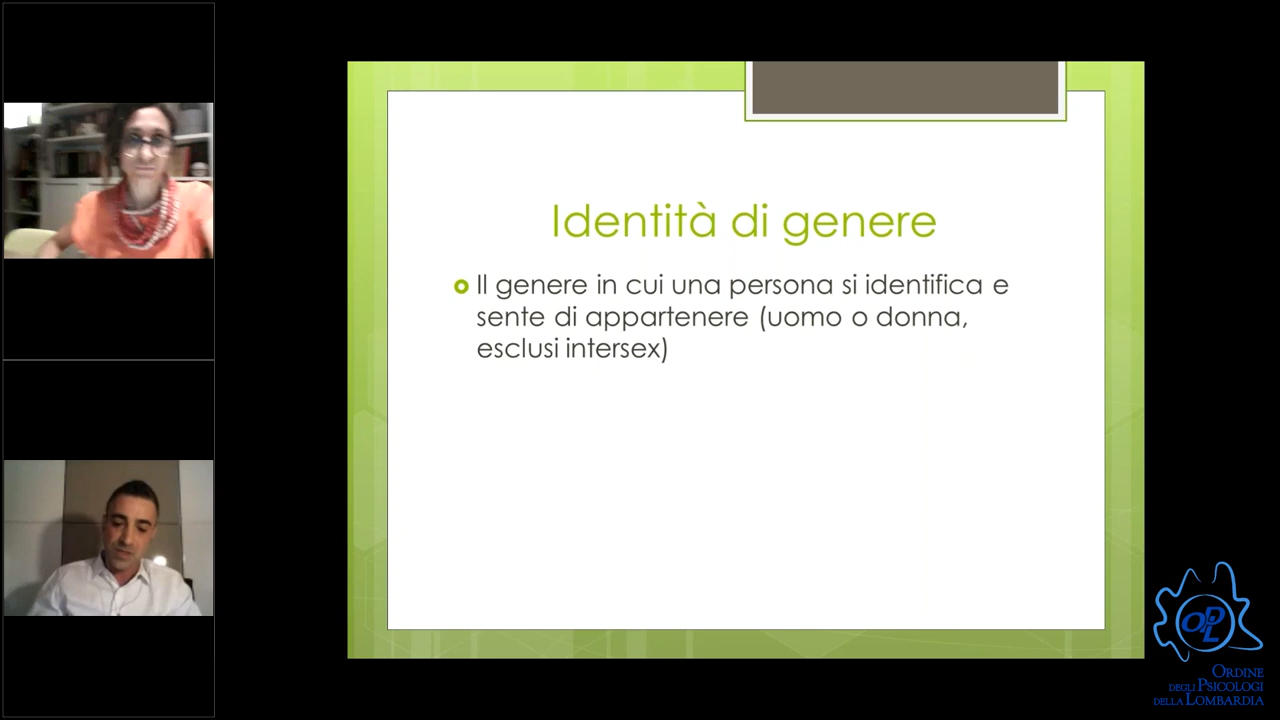 Identità di genere
Il genere in cui una persona si identifica e
sente di appartenere (uomo o donna,
esclusi intersex)
OPL
ORDINE
DEGLI PSICOLOGI
DELLA LOMBARDIA